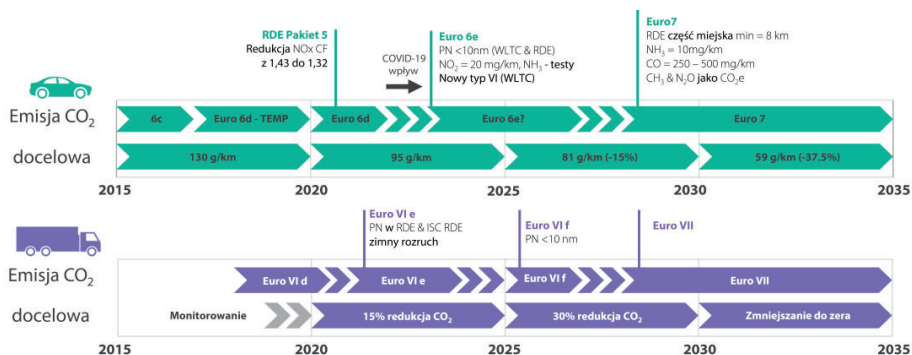 RDE Pakiet 5
Redukcja NOx CF
z 1,43 do 1,32
COVID-19
wpływ
Euro 6e
PN <10nm (WLTC & RDE)
NO₂ = 20 mg/km, NH₃ - testy
Nowy typ VI (WLTC)
Euro7
RDE część miejska min = 8 km
NH₃ = 10mg/km
CO = 250 – 500 mg/km
CH₃ & N₂O jako CO₂e
Emisja CO₂
docelowa
6c
Euro 6d - TEMP
Euro 6d
Euro 6e?
Euro 7
130 g/km
95 g/km
81 g/km (-15%)
59 g/km (-37.5%)
2015
2020
2025
2030
2035
Euro VI e
PN w RDE & ISC RDE
zimny rozruch
Euro VI f
PN <10 nm
Euro VII
Emisja CO₂
docelowa
Euro VI d
Euro VI e
Euro VI f
Euro VII
Monitorowanie
15% redukcja CO₂
30% redukcja CO₂
Zmniejszanie do zera
2015
2020
2025
2030
2035